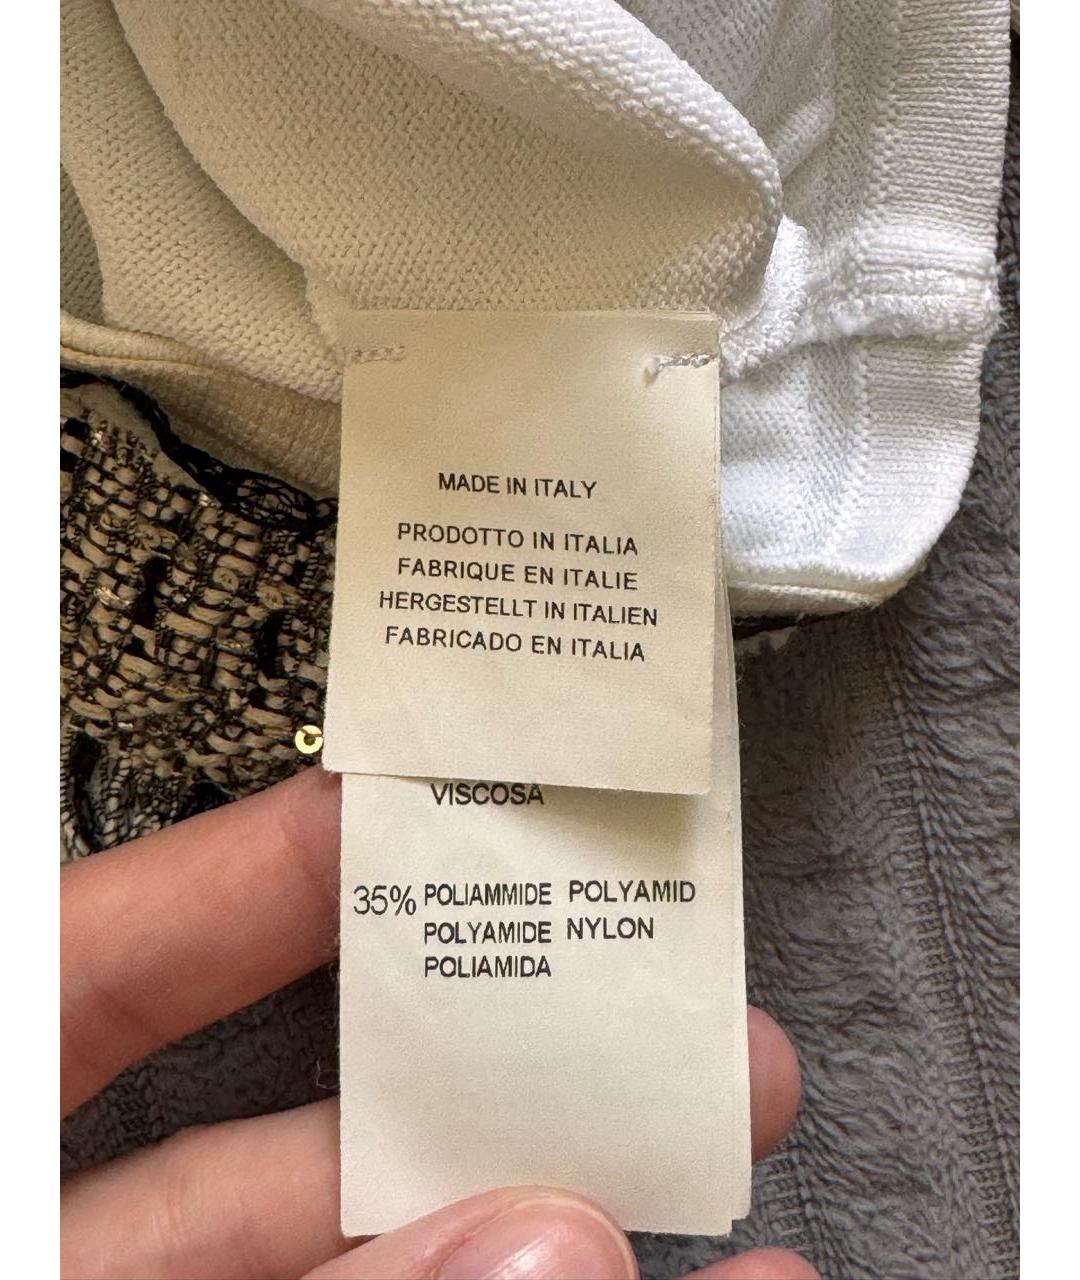 MADE IN ITALY
PRODOTTO IN ITALIA
FABRIQUE EN ITALIE
HERGESTELLT IN ITALIEN
FABRICADO EN ITALIA
VISCOSA
35% POLIAMMIDE POLYAMID
POLYAMIDE NYLON
POLIAMIDA